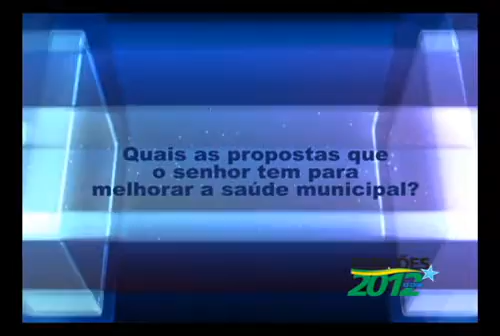 Quais as propostas que
o senhor tem para
melhorar a saúde municipal?
2012